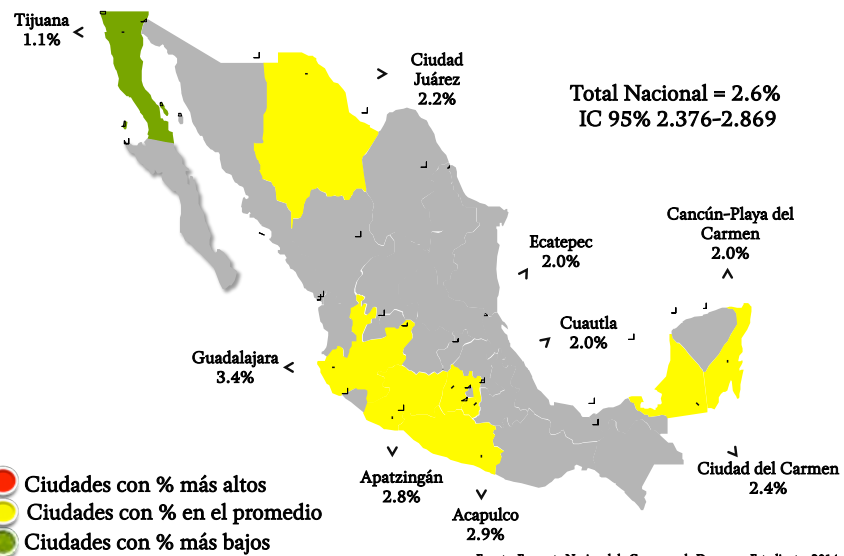 Tijuana
1.1%
Ciudad
Juárez
2.2%
Total Nacional = 2.6%
IC 95% 2.376-2.869
Cancún-Playa del
Carmen
2.0%
Ecatepec
2.0%
Cuautla
2.0%
Guadalajara
3.4%
Ciudad del Carmen
2.4%
Apatzingán
2.8%
Acapulco
2.9%
Ciudades con % más altos
Ciudades con % en el promedio
Ciudades con % más bajos